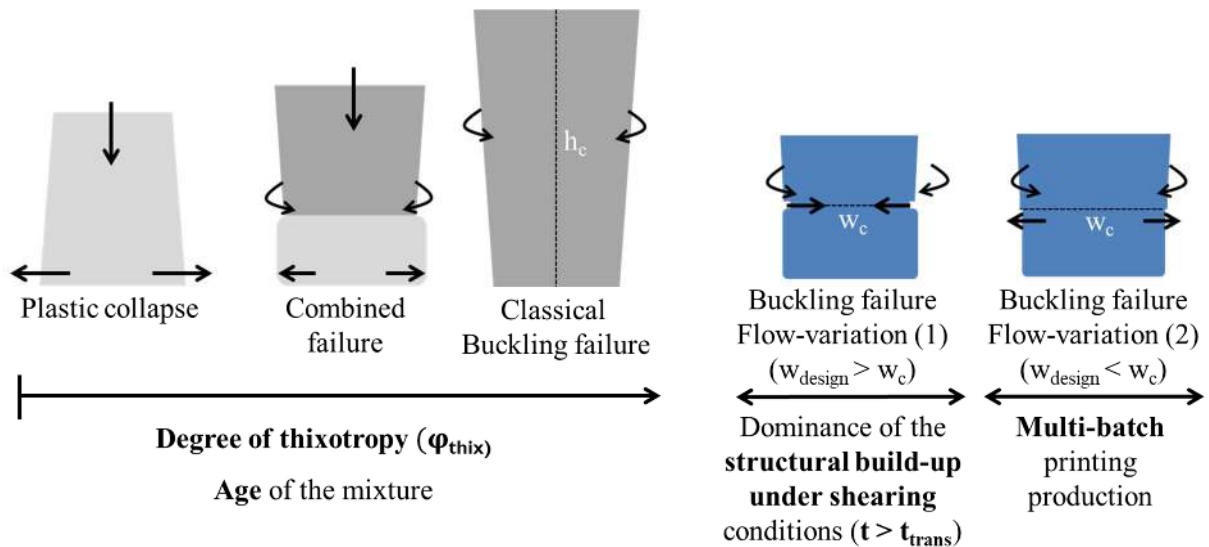 h_c
w_c
w_c
Plastic collapse
Combined
failure
Classical
Buckling failure
Buckling failure
Flow-variation (1)
(w_design > w_c)
Buckling failure
Flow-variation (2)
(w_design < w_c)
Degree of thixotropy (φ_thix)
Age of the mixture
Dominance of the
structural build-up
under shearing
conditions (t > t_trans)
Multi-batch
printing
production